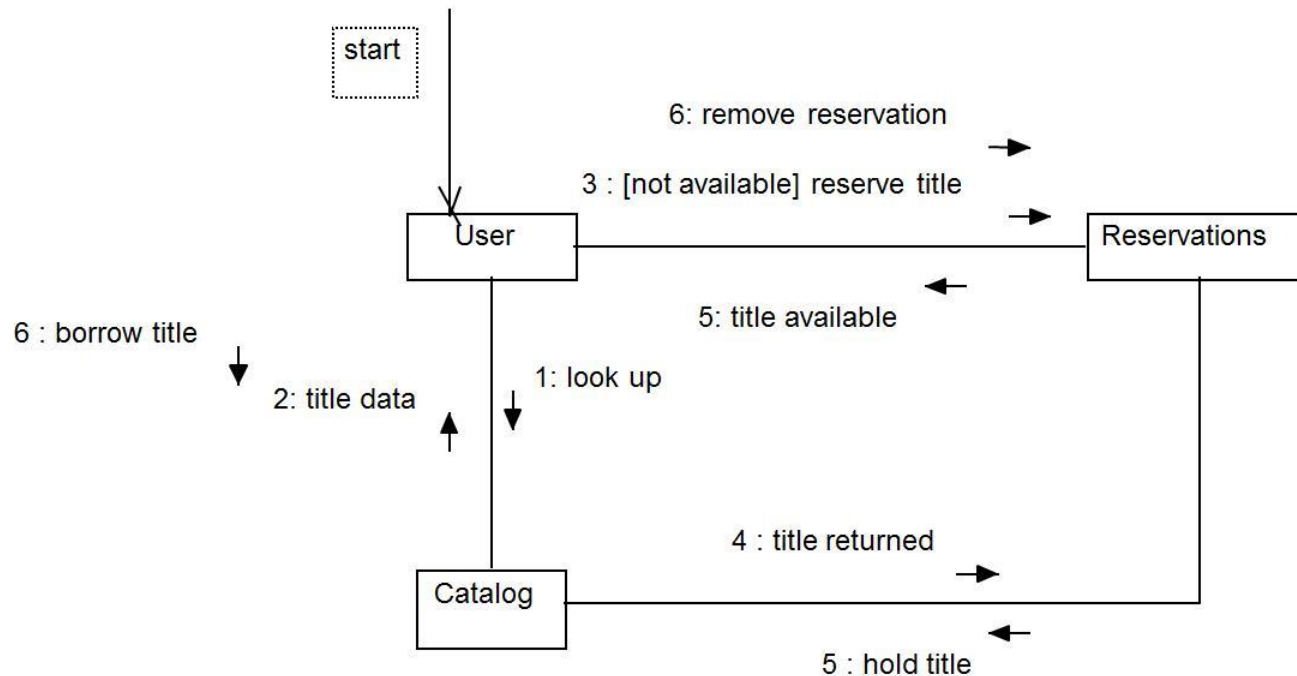 start
6: remove reservation
3 : [not available] reserve title
User
Reservations
5: title available
6 : borrow title
1: look up
2: title data
4 : title returned
Catalog
5 : hold title